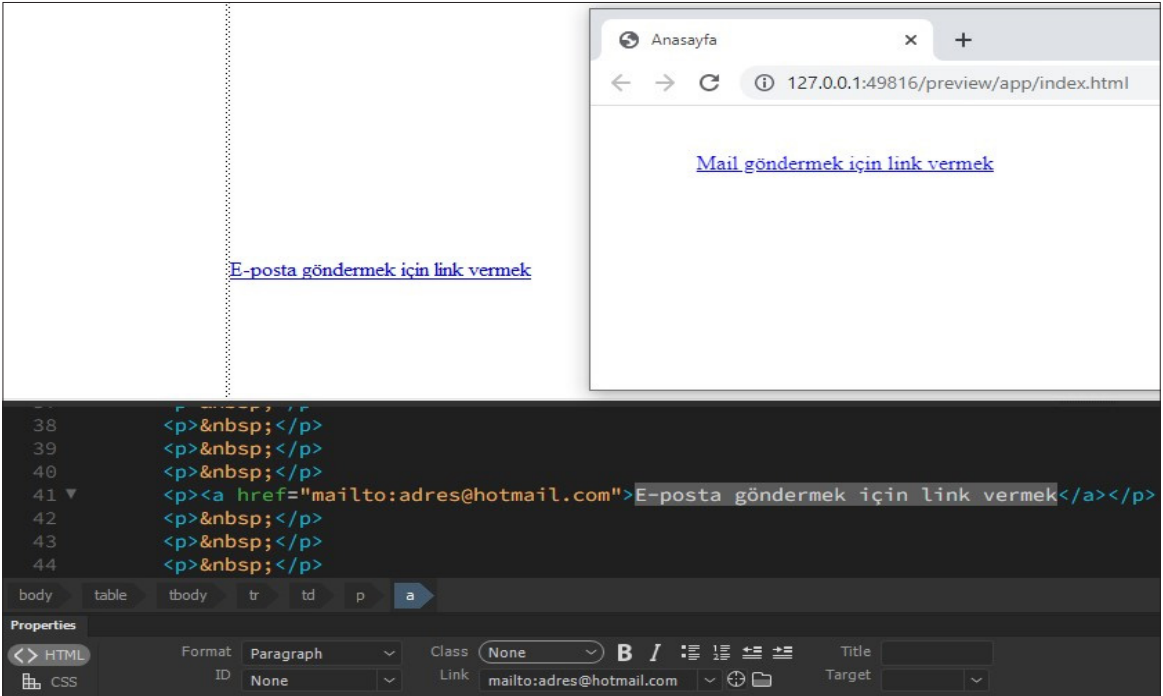 Anasayfa
127.0.0.1:49816/preview/app/index.html
Mail göndermek için link vermek
E-posta göndermek için link vermek
38 <p>&nbsp;</p>
39 <p>&nbsp;</p>
40 <p>&nbsp;</p>
41 <p><a href="mailto:adres@hotmail.com">E-posta göndermek için link vermek</a></p>
42 <p>&nbsp;</p>
43 <p>&nbsp;</p>
44 <p>&nbsp;</p>
body table tbody tr td p a
Properties
<> HTML Format Paragraph Class None B I Title
CSS ID None Link mailto:adres@hotmail.com Target